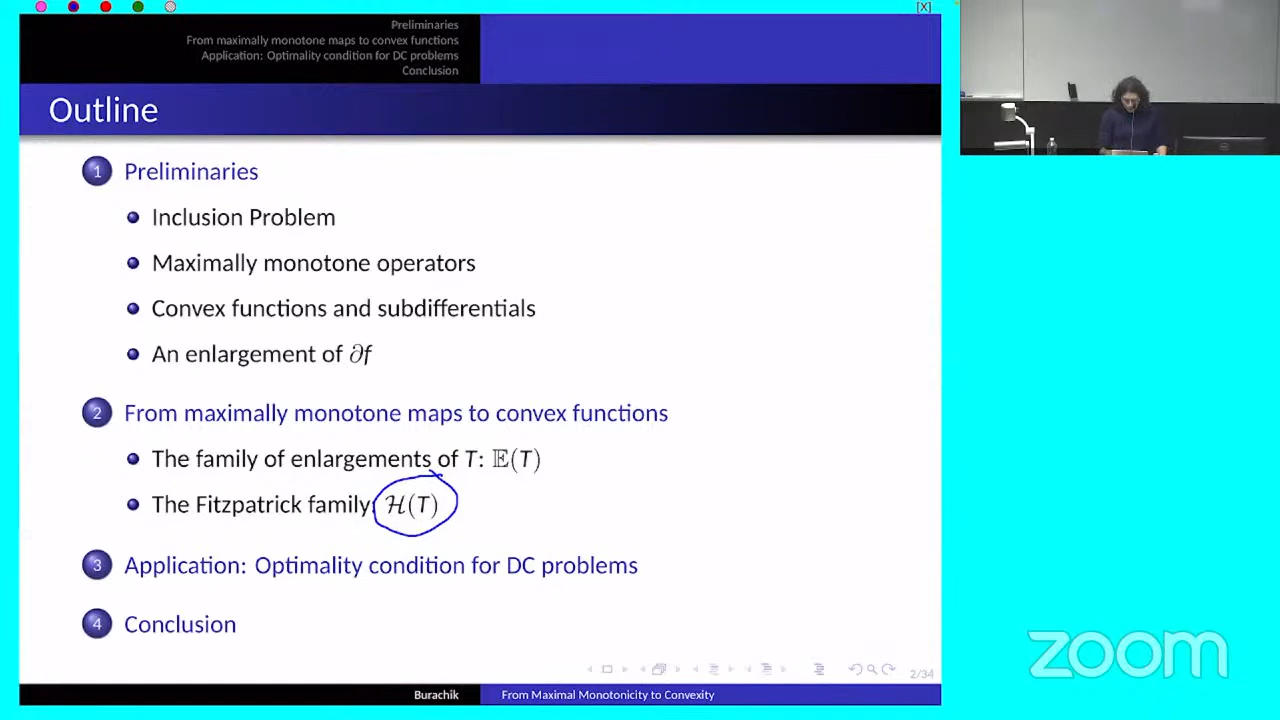 [X]
Preliminaries
From maximally monotone maps to convex functions
Application: Optimality condition for DC problems
Conclusion
Outline
1 Preliminaries
Inclusion Problem
Maximally monotone operators
Convex functions and subdifferentials
An enlargement of ∂f
2 From maximally monotone maps to convex functions
The family of enlargements of T: 𝔼(T)
The Fitzpatrick family: ℋ(T)
3 Application: Optimality condition for DC problems
4 Conclusion
2/34
Burachik From Maximal Monotonicity to Convexity
zoom